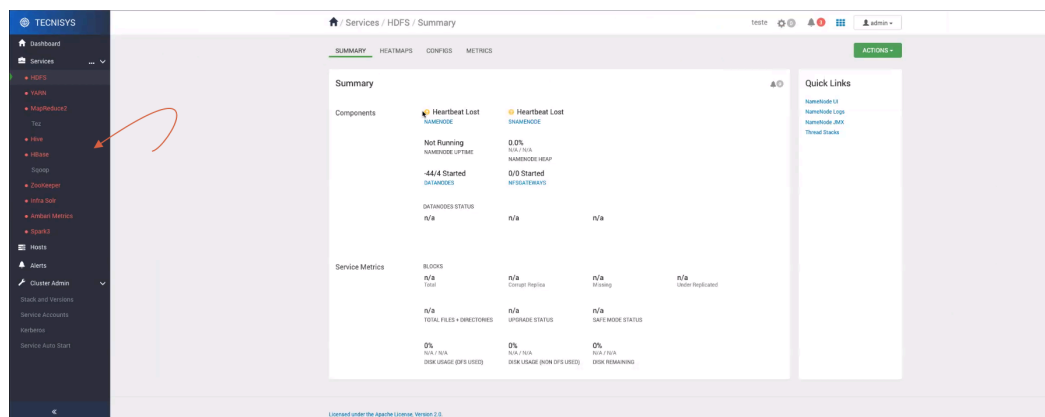 TECNISYS
/ Services / HDFS / Summary
teste
admin
Dashboard
Services ...
HDFS
YARN
MapReduce2
Tez
Hive
HBase
Sqoop
ZooKeeper
Infra Solr
Ambari Metrics
Spark3
Hosts
Alerts
Cluster Admin
Stack and Versions
Service Accounts
Kerberos
Service Auto Start
«
SUMMARY HEATMAPS CONFIGS METRICS
ACTIONS
Summary
Components
Heartbeat Lost
NAMENODE
Heartbeat Lost
SNAMENODE
Not Running
NAMENODE UPTIME
0.0%
N/A / N/A
NAMENODE HEAP
-44/4 Started
DATANODES
0/0 Started
NFSGATEWAYS
DATANODES STATUS
n/a n/a n/a
Service Metrics
BLOCKS
n/a
Total
n/a
Corrupt Replica
n/a
Missing
n/a
Under Replicated
n/a
TOTAL FILES + DIRECTORIES
n/a
UPGRADE STATUS
n/a
SAFE MODE STATUS
0%
N/A / N/A
DISK USAGE (DFS USED)
0%
N/A / N/A
DISK USAGE (NON DFS USED)
0%
N/A / N/A
DISK REMAINING
Quick Links
NameNode UI
NameNode Logs
NameNode JMX
Thread Stacks
Licensed under the Apache License, Version 2.0.